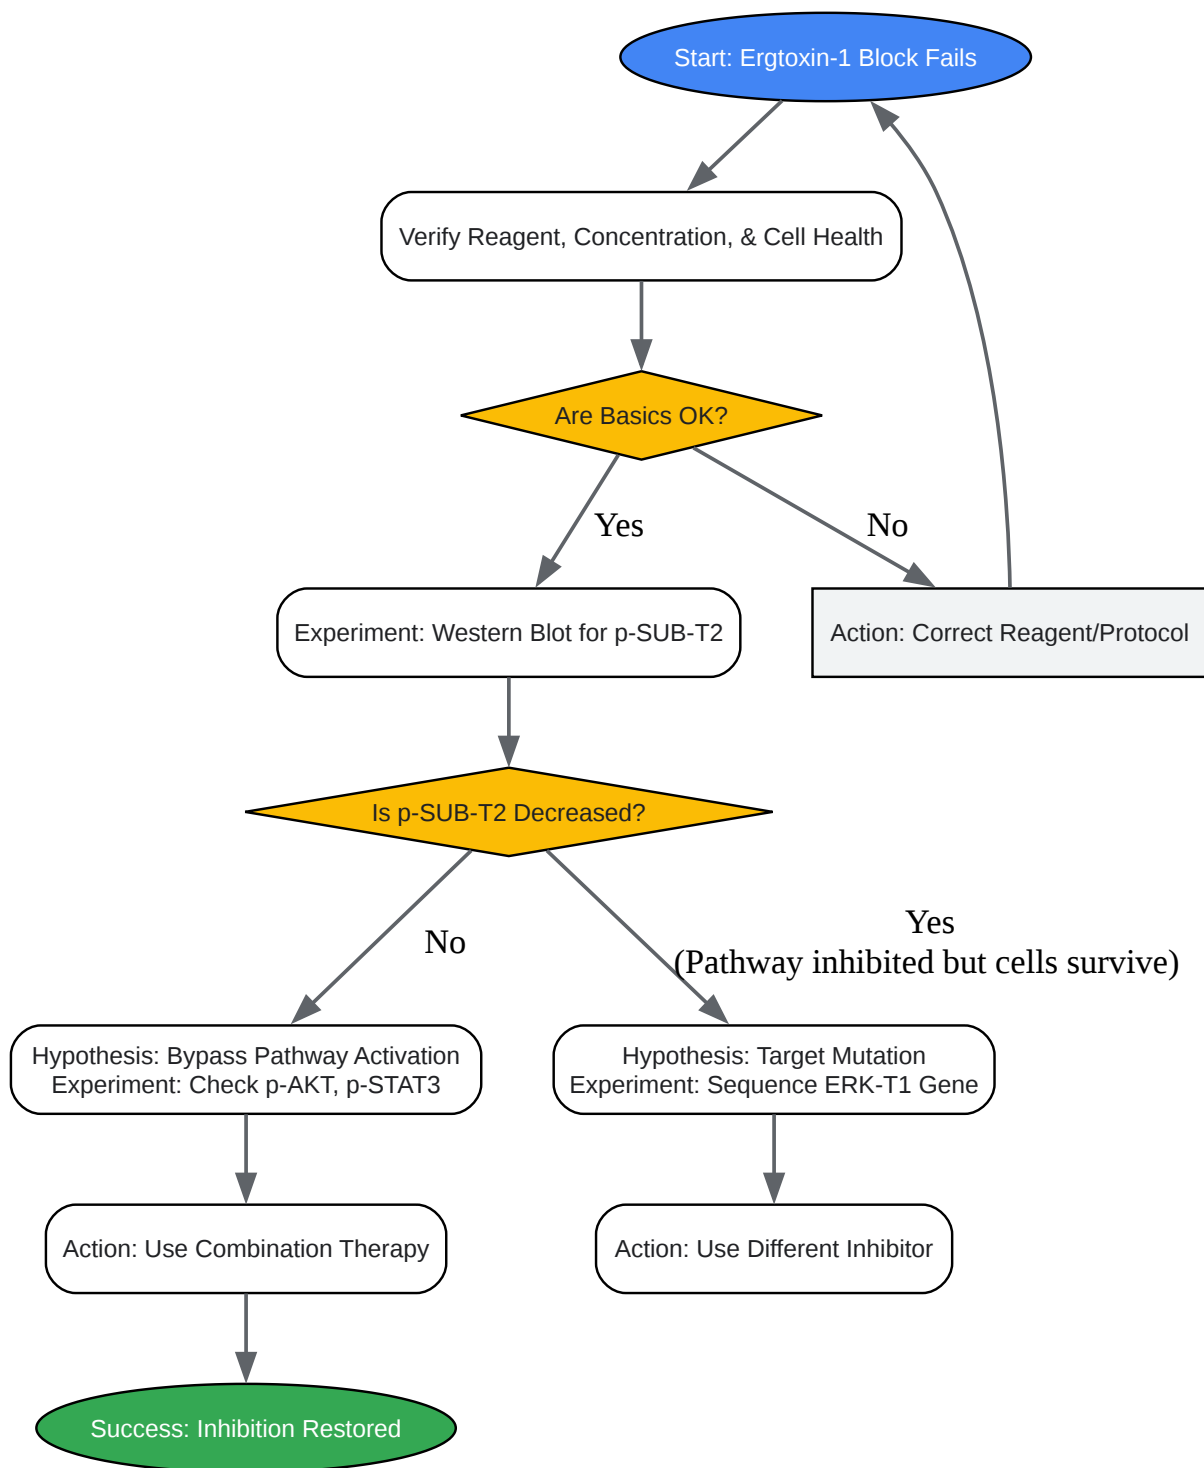 Start: Ergtoxin-1 Block Fails
Verify Reagent, Concentration, & Cell Health
Are Basics OK?
Yes
No
Experiment: Western Blot for p-SUB-T2
Action: Correct Reagent/Protocol
Is p-SUB-T2 Decreased?
No
Yes
(Pathway inhibited but cells survive)
Hypothesis: Bypass Pathway Activation
Experiment: Check p-AKT, p-STAT3
Hypothesis: Target Mutation
Experiment: Sequence ERK-T1 Gene
Action: Use Combination Therapy
Action: Use Different Inhibitor
Success: Inhibition Restored